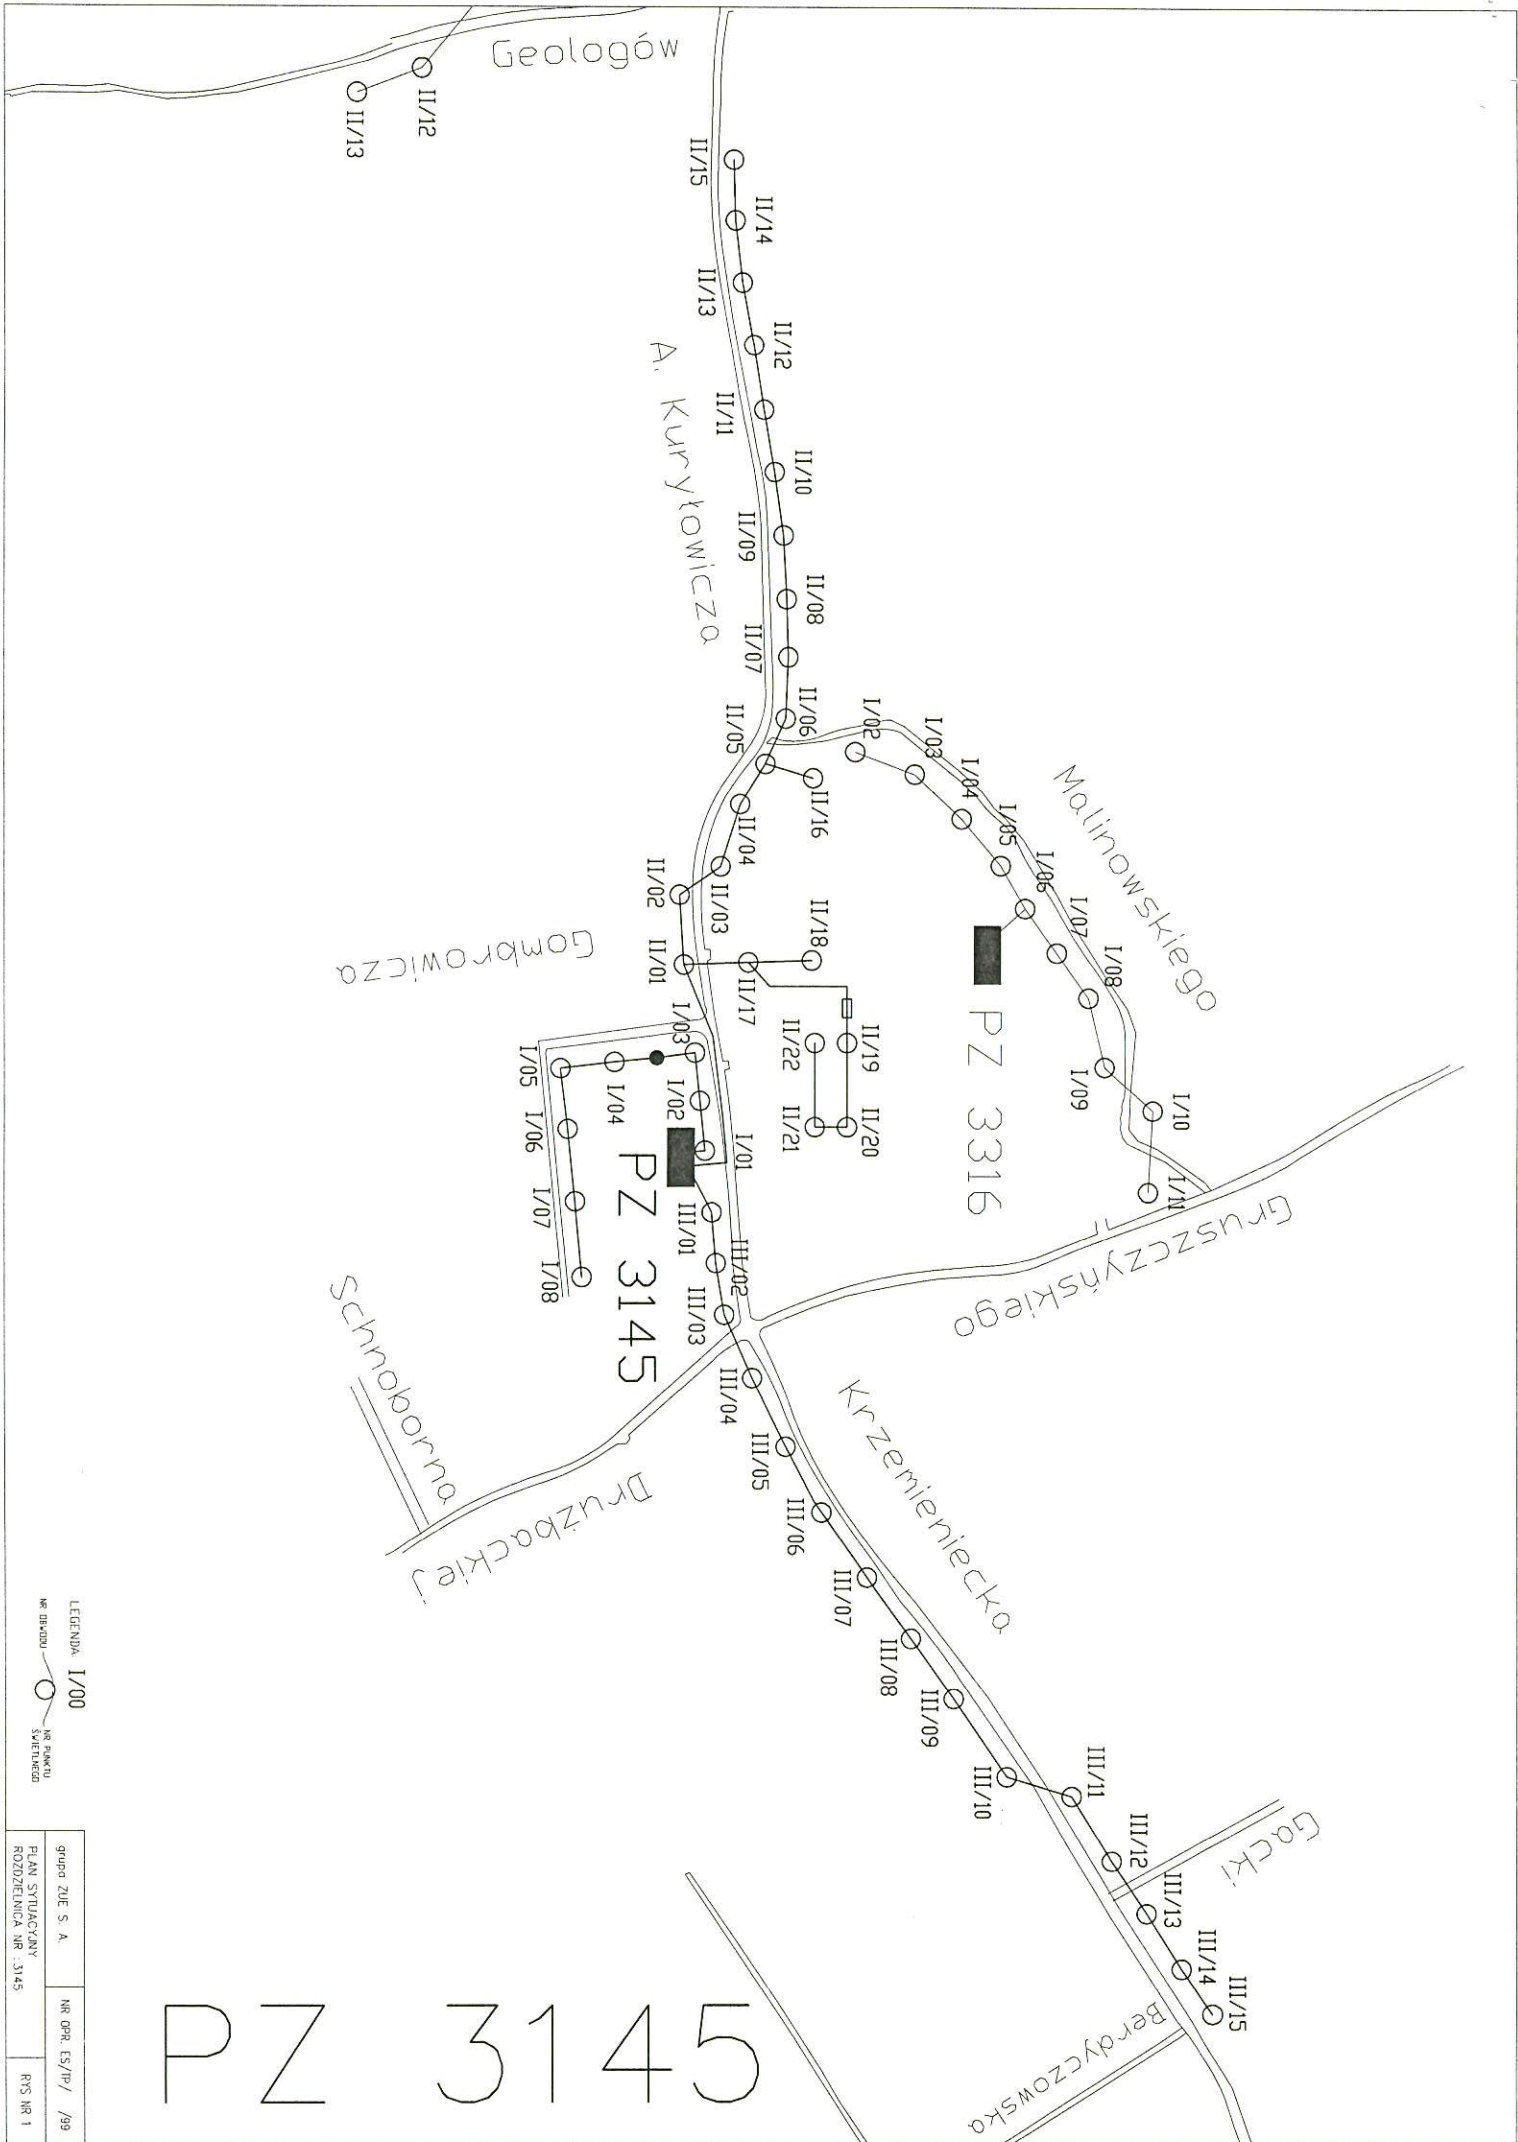 Geologów
II/12
II/13
II/15
II/14
II/13
II/12
II/11
II/10
II/09
II/08
II/07
II/06
II/05
II/16
II/04
II/03
II/02
II/01
II/18
II/17
II/19
II/20
II/21
II/22
A. Kuryłowicza
Gombrowicza
I/02
I/03
I/04
I/05
I/06
I/07
I/08
I/09
I/10
I/11
Malinowskiego
PZ 3316
Gruszczyńskiego
I/01
I/02
I/03
I/04
I/05
I/06
I/07
I/08
PZ 3145
III/01
III/02
III/03
III/04
III/05
III/06
III/07
III/08
III/09
III/10
III/11
III/12
III/13
III/14
III/15
Schnoborna
Drużbackiej
Krzemieniecka
Gacki
Berdyczowska
PZ 3145
LEGENDA: I/00
NR OBWODU
NR PUNKTU
ŚWIETLNEGO
grupa ZUE S. A.
NR OPR. ES/TP/ /99
PLAN SYTUACYJNY
ROZDZIELNICA NR : 3145
RYS NR 1